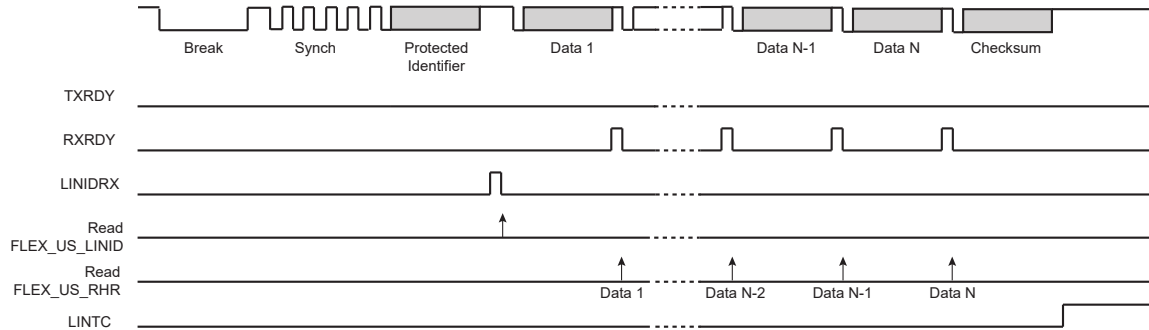 Break
Synch
Protected
Identifier
Data 1
Data N-1
Data N
Checksum
TXRDY
RXRDY
LINIDRX
Read
FLEX_US_LINID
Read
FLEX_US_RHR
Data 1
Data N-2
Data N-1
Data N
LINTC